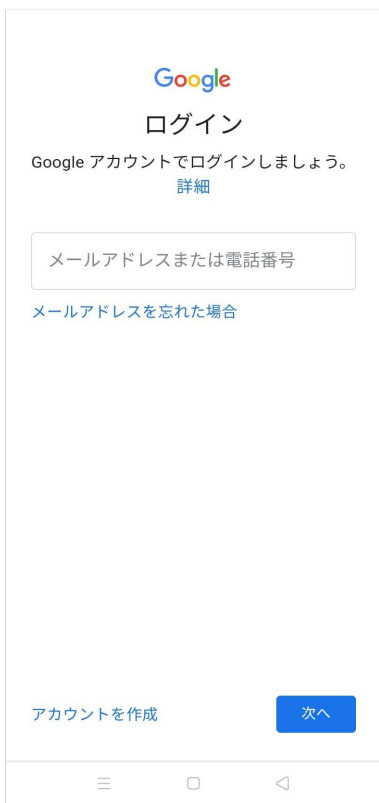 Google
ログイン
Google アカウントでログインしましょう。
詳細
メールアドレスまたは電話番号
メールアドレスを忘れた場合
アカウントを作成
次へ